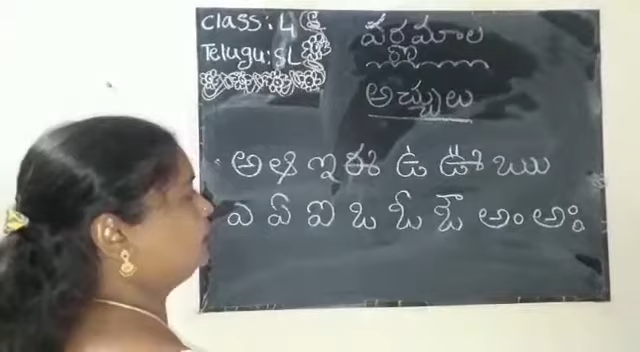 Class: 4
Telugu: SL
వర్ణమాల
అచ్చులు
అ ఆ ఇ ఈ ఉ ఊ ఋ
ఎ ఏ ఐ ఒ ఓ ఔ అం అః